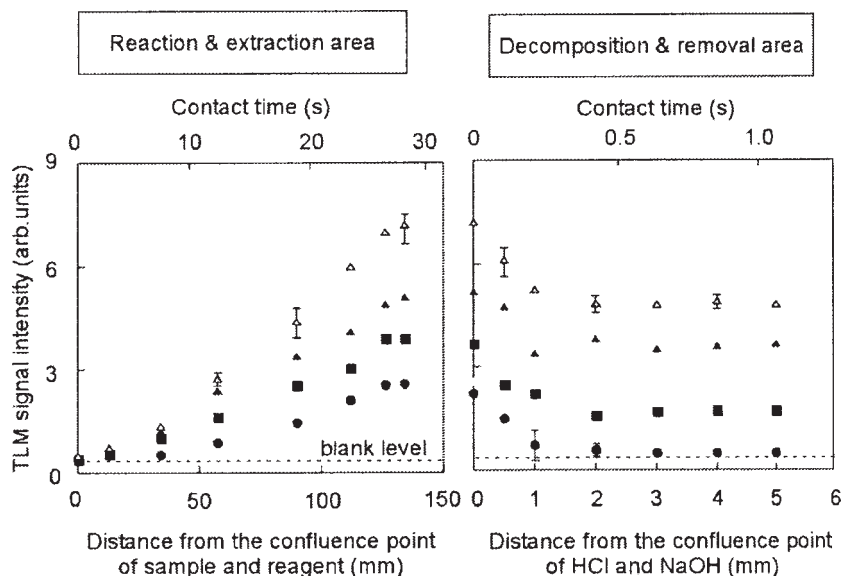 Reaction & extraction area
Decomposition & removal area
Contact time (s)
0 10 20 30
Contact time (s)
0 0.5 1.0
TLM signal intensity (arb.units)
9
6
3
0
blank level
0 50 100 150
0 1 2 3 4 5 6
Distance from the confluence point
of sample and reagent (mm)
Distance from the confluence point
of HCl and NaOH (mm)